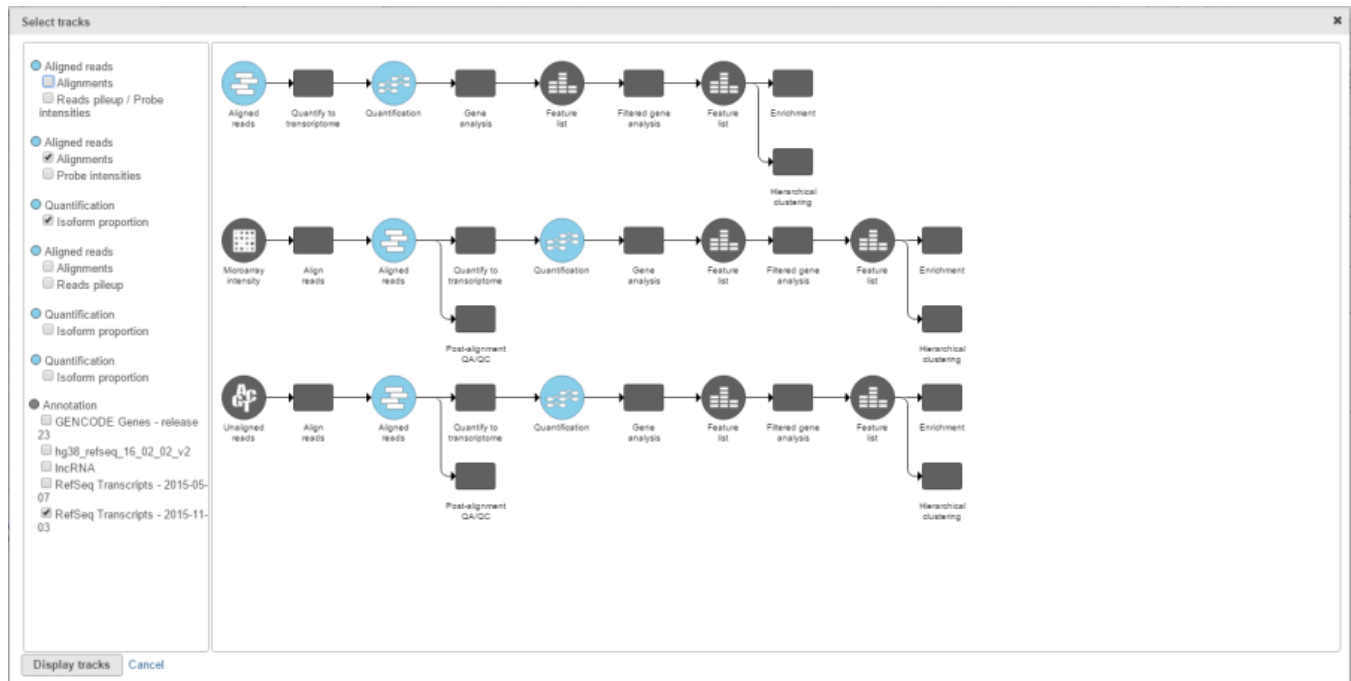 Select tracks
Aligned reads
Alignments
Reads pileup / Probe
intensities
Aligned reads
Alignments
Probe intensities
Quantification
Isoform proportion
Aligned reads
Alignments
Reads pileup
Quantification
Isoform proportion
Quantification
Isoform proportion
Annotation
GENCODE Genes - release
23
hg38_refseq_16_02_02_v2
lncRNA
RefSeq Transcripts - 2015-05-
07
RefSeq Transcripts - 2015-11-
03
Aligned
reads
Quantify to
transcriptome
Quantification
Gene
analysis
Feature
list
Filtered gene
analysis
Feature
list
Enrichment
Hierarchical
clustering
Microarray
intensity
Align
reads
Aligned
reads
Quantify to
transcriptome
Quantification
Gene
analysis
Feature
list
Filtered gene
analysis
Feature
list
Enrichment
Post-alignment
QA/QC
Hierarchical
clustering
Unaligned
reads
Align
reads
Aligned
reads
Quantify to
transcriptome
Quantification
Gene
analysis
Feature
list
Filtered gene
analysis
Feature
list
Enrichment
Post-alignment
QA/QC
Hierarchical
clustering
Display tracks Cancel